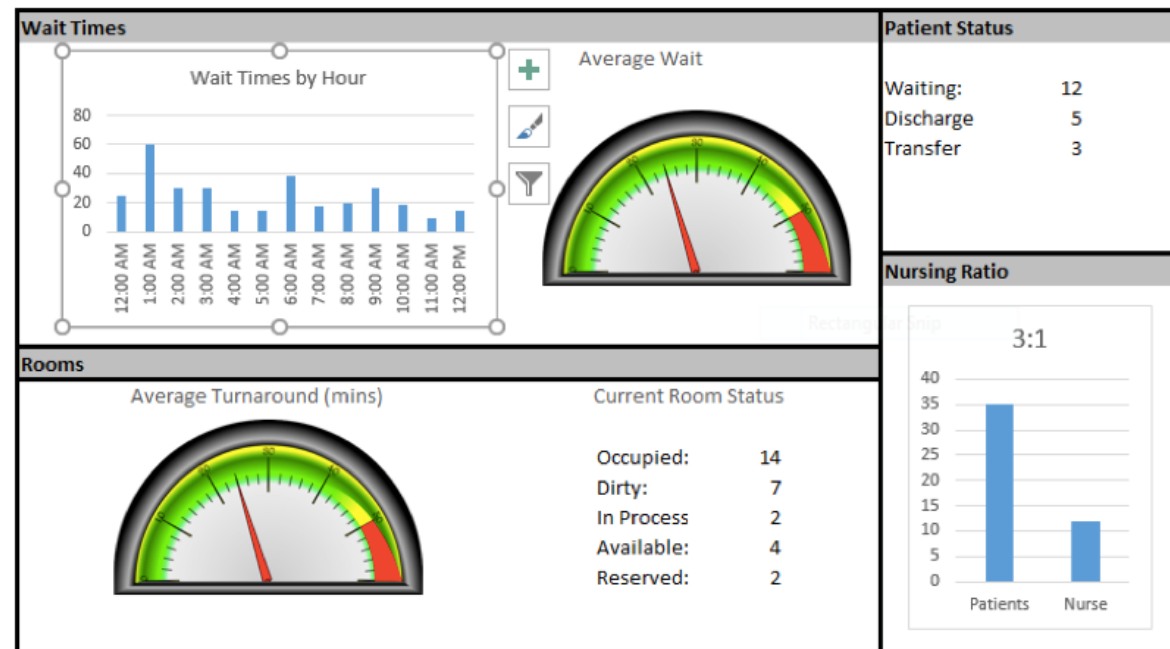 Wait Times
Wait Times by Hour
80
60
40
20
0
12:00 AM
1:00 AM
2:00 AM
3:00 AM
4:00 AM
5:00 AM
6:00 AM
7:00 AM
8:00 AM
9:00 AM
10:00 AM
11:00 AM
12:00 PM
Average Wait
Patient Status
Waiting: 12
Discharge 5
Transfer 3
Rectangular Snip
Nursing Ratio
3:1
40
35
30
25
20
15
10
5
0
Patients Nurse
Rooms
Average Turnaround (mins)
Current Room Status
Occupied: 14
Dirty: 7
In Process 2
Available: 4
Reserved: 2